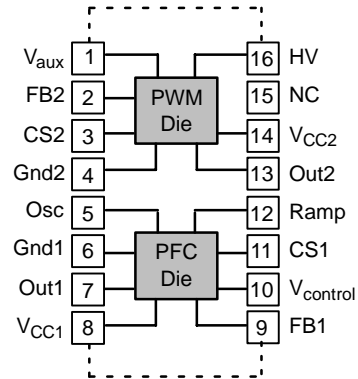 Vaux 1 16 HV
FB2 2 PWM Die 15 NC
CS2 3 14 VCC2
Gnd2 4 13 Out2
Osc 5 12 Ramp
Gnd1 6 PFC Die 11 CS1
Out1 7 10 Vcontrol
VCC1 8 9 FB1